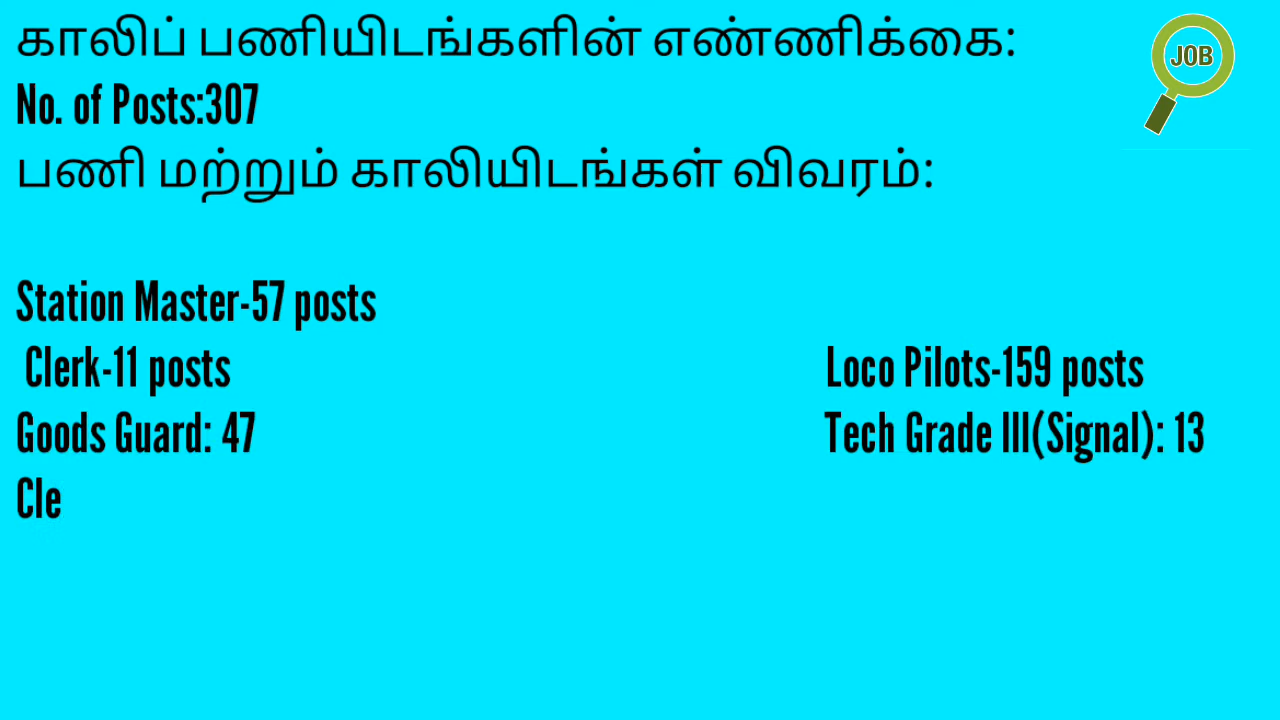 காலிப் பணியிடங்களின் எண்ணிக்கை:
JOB
No. of Posts:307
பணி மற்றும் காலியிடங்கள் விவரம்:
Station Master-57 posts
Clerk-11 posts
Loco Pilots-159 posts
Goods Guard: 47
Tech Grade III(Signal): 13
Cle